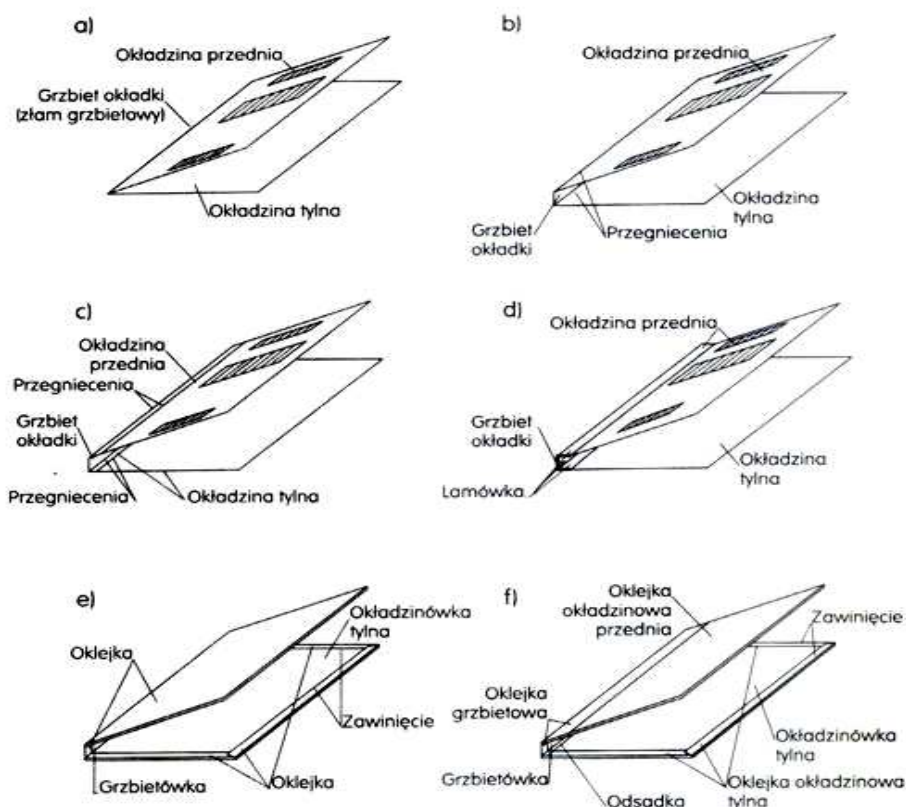 a)
Okładzina przednia
Grzbiet okładki
(złam grzbietowy)
Okładzina tylna
b)
Okładzina przednia
Grzbiet
okładki
Przegniecenia
Okładzina
tylna
c)
Okładzina
przednia
Przegniecenia
Grzbiet
okładki
Przegniecenia
Okładzina tylna
d)
Okładzina przednia
Grzbiet
okładki
Lamówka
Okładzina
tylna
e)
Okładzinówka
tylna
Oklejka
Zawinięcie
Grzbietówka
Oklejka
f)
Oklejka
okładzinowa
przednia
Zawinięcie
Oklejka
grzbietowa
Okładzinówka
tylna
Grzbietówka
Odsadka
Oklejka okładzinowa
tylna